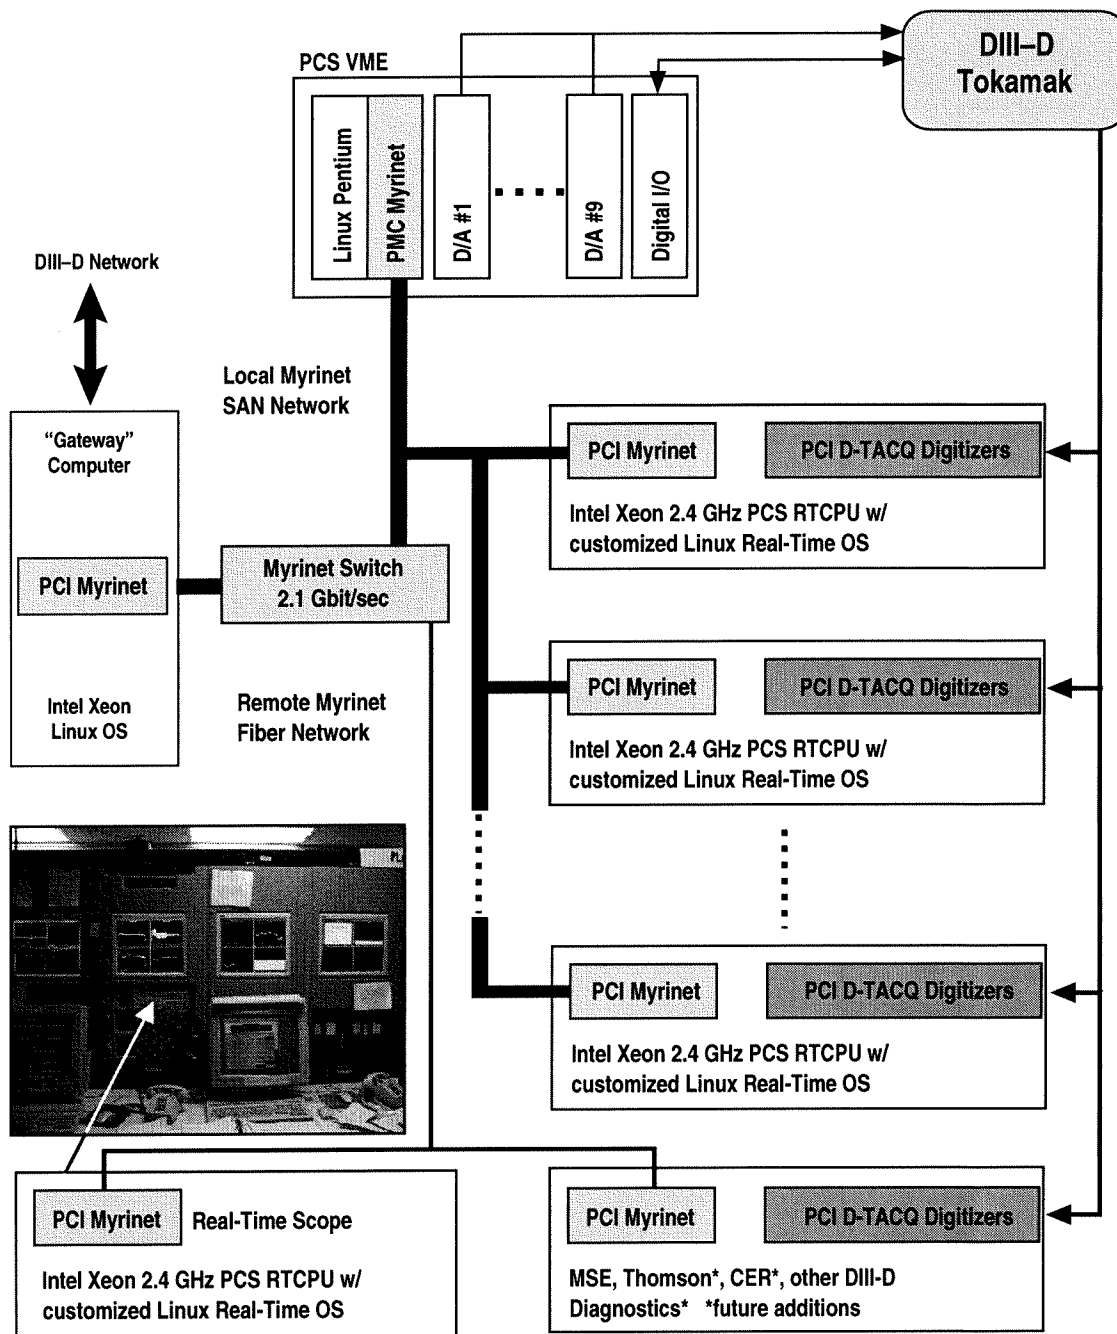 DIII–D
Tokamak
PCS VME
Linux Pentium
PMC Myrinet
D/A #1
D/A #9
Digital I/O
DIII–D Network
Local Myrinet
SAN Network
"Gateway"
Computer
PCI Myrinet
Intel Xeon
Linux OS
Myrinet Switch
2.1 Gbit/sec
Remote Myrinet
Fiber Network
PCI Myrinet
PCI D-TACQ Digitizers
Intel Xeon 2.4 GHz PCS RTCPU w/
customized Linux Real-Time OS
PCI Myrinet
PCI D-TACQ Digitizers
Intel Xeon 2.4 GHz PCS RTCPU w/
customized Linux Real-Time OS
PCI Myrinet
PCI D-TACQ Digitizers
Intel Xeon 2.4 GHz PCS RTCPU w/
customized Linux Real-Time OS
PCI Myrinet
Real-Time Scope
Intel Xeon 2.4 GHz PCS RTCPU w/
customized Linux Real-Time OS
PCI Myrinet
PCI D-TACQ Digitizers
MSE, Thomson*, CER*, other DIII-D
Diagnostics* *future additions